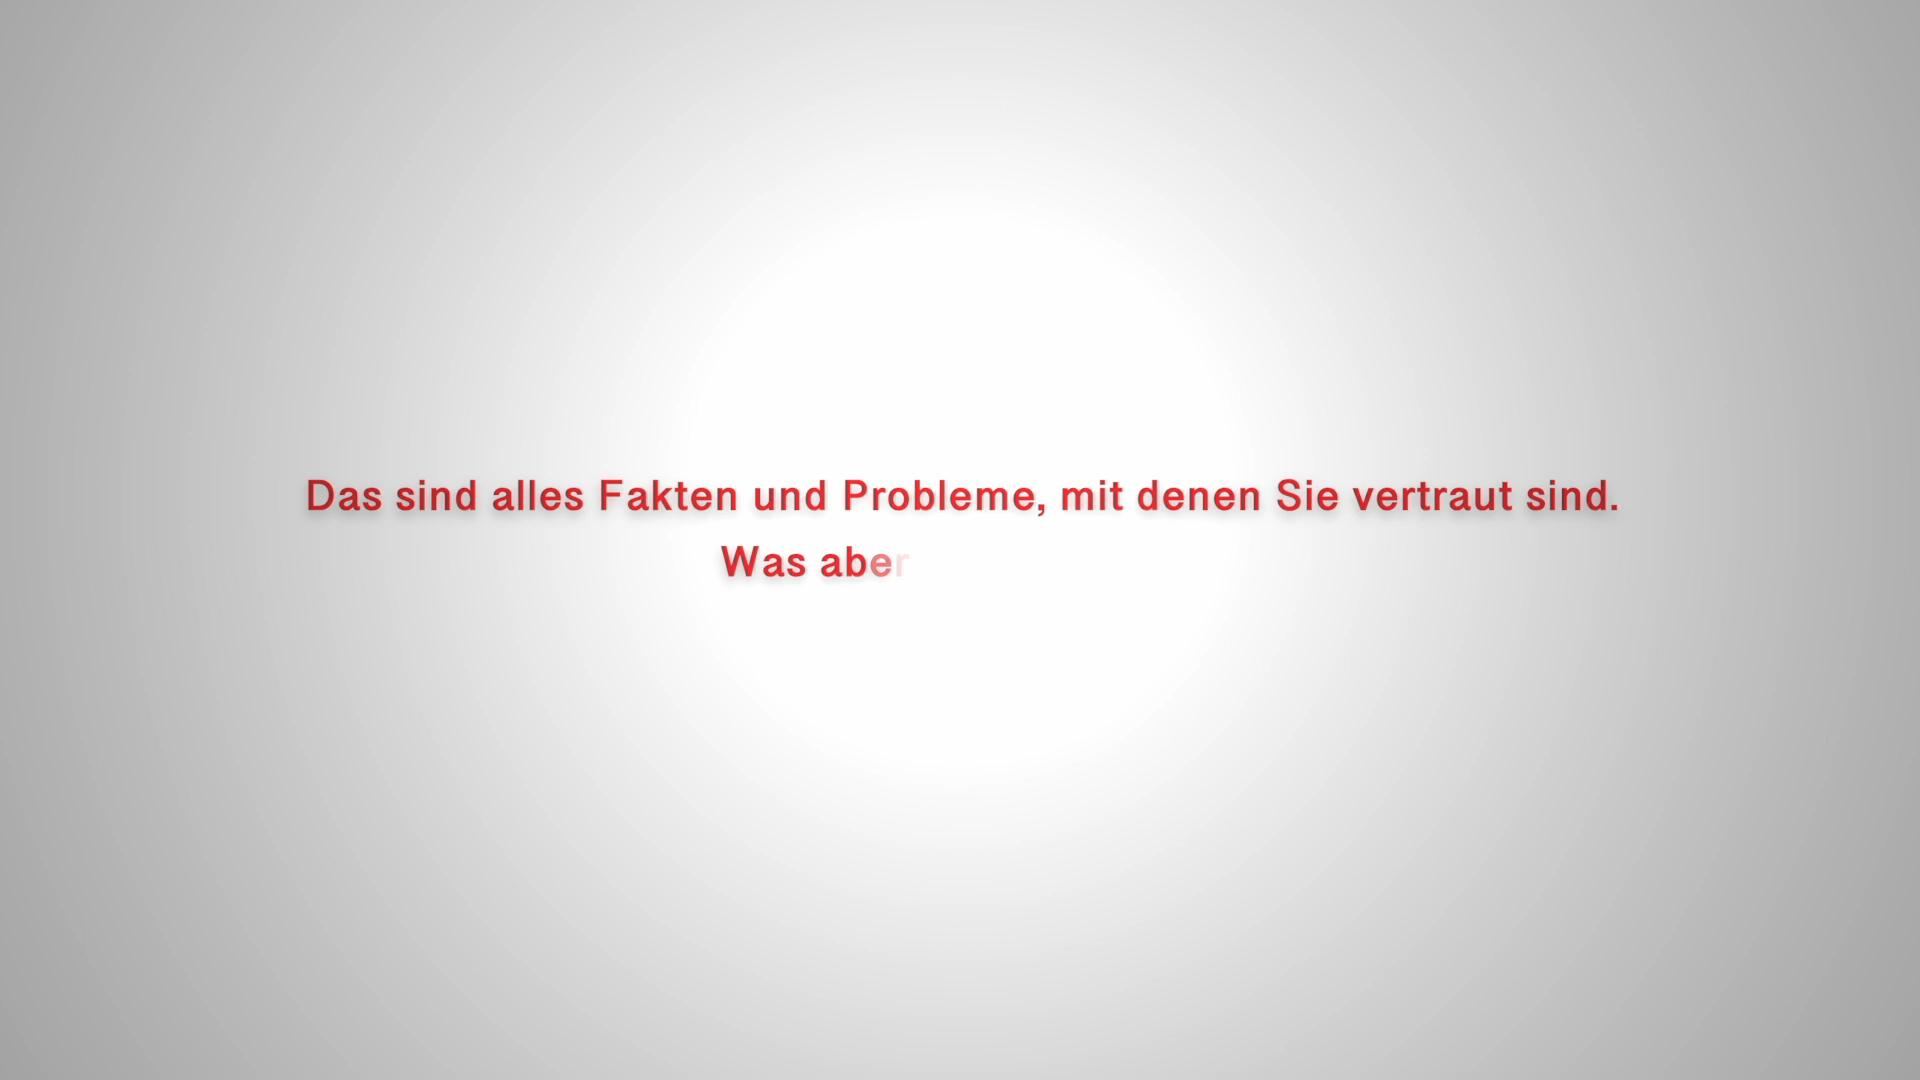 Das sind alles Fakten und Probleme, mit denen Sie vertraut sind.
Was aber